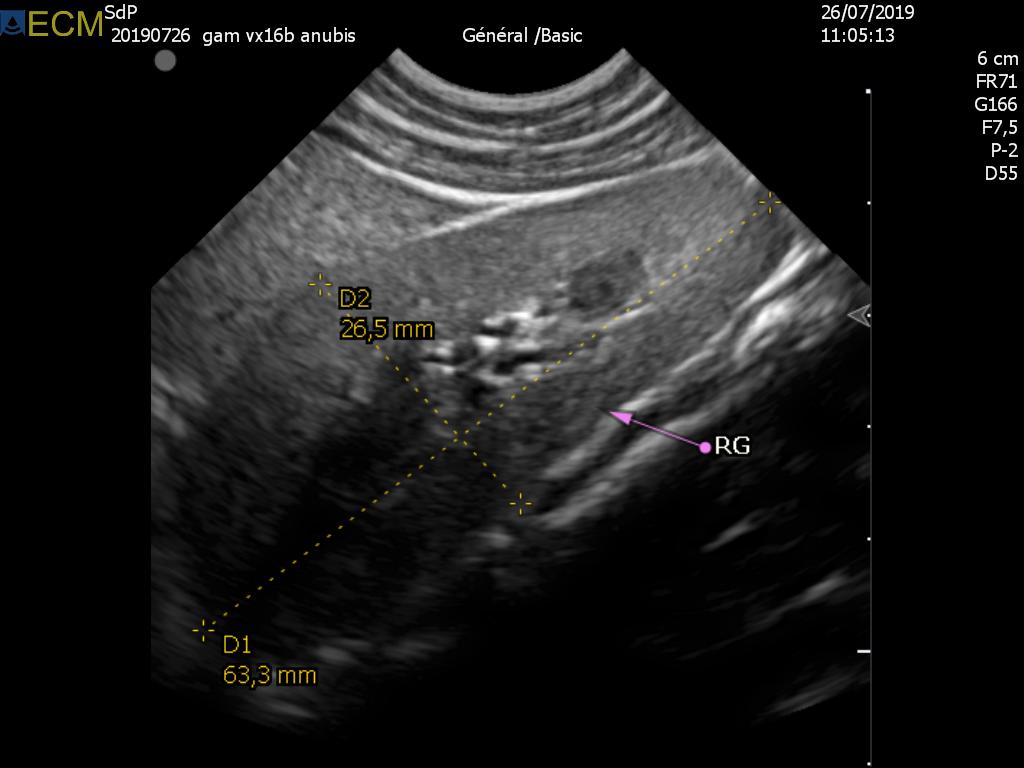 ECM
SdP
20190726 gam vx16b anubis
Général /Basic
26/07/2019
11:05:13
6 cm
FR71
G166
F7,5
P-2
D55
D2
26,5 mm
RG
D1
63,3 mm